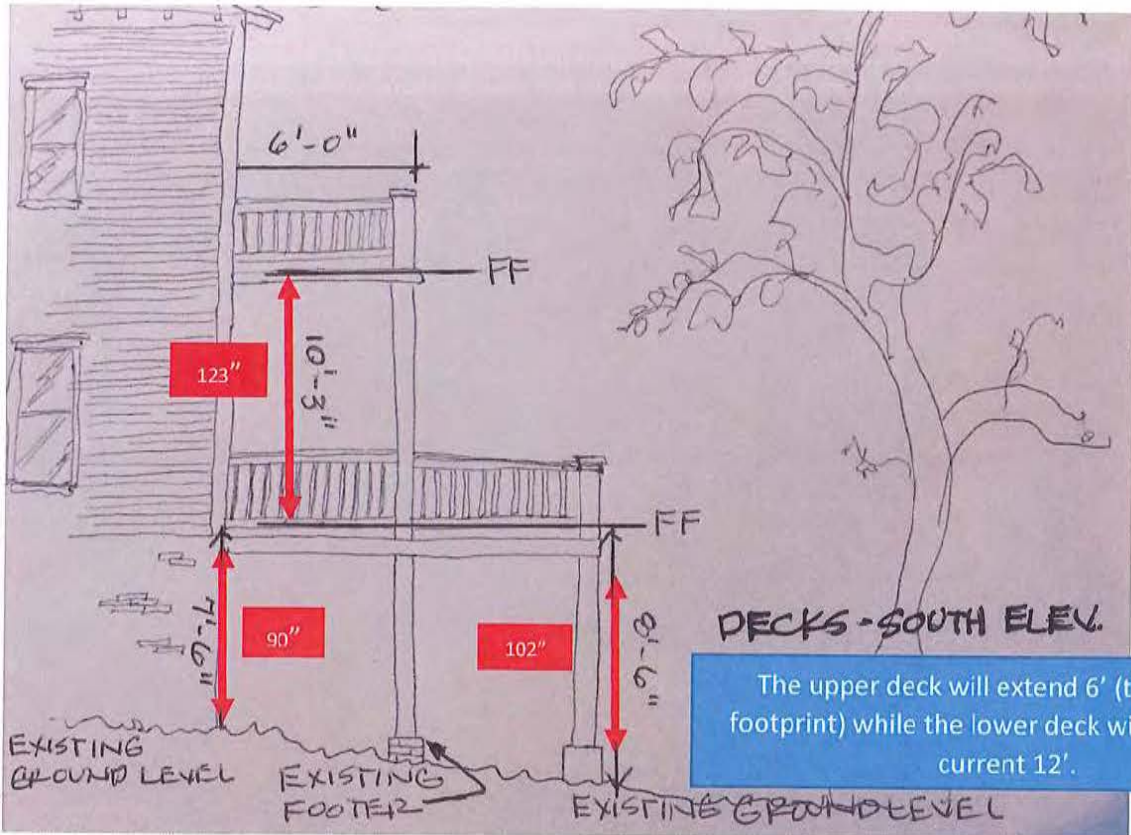 6'-0"
FF
123"
10'-3"
FF
7'-6"
90"
102"
8'-6"
DECKS - SOUTH ELEV.
The upper deck will extend 6'
footprint) while the lower deck
current 12'.
EXISTING
GROUND LEVEL
EXISTING
FOOTER
EXISTING GROUND LEVEL